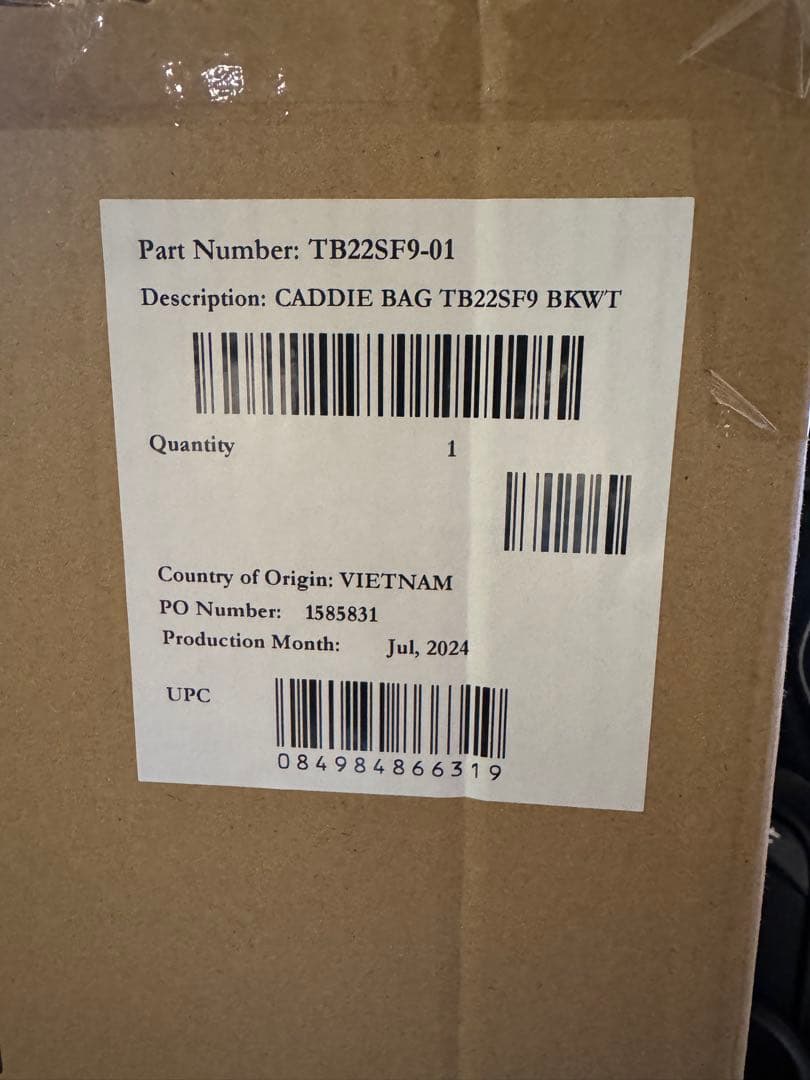 Part Number: TB22SF9-01
Description: CADDIE BAG TB22SF9 BKWT
Quantity 1
Country of Origin: VIETNAM
PO Number: 1585831
Production Month: Jul, 2024
UPC
084984866319